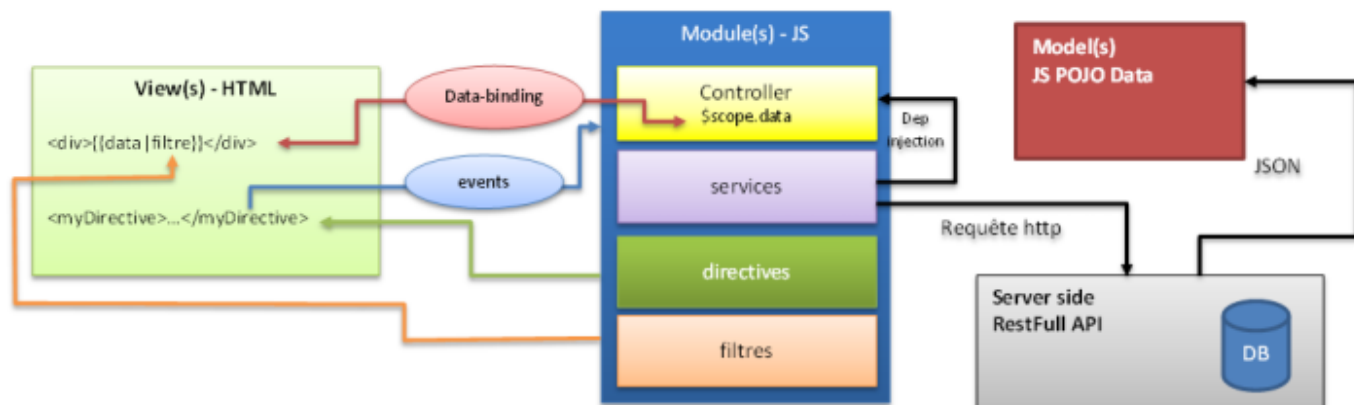 View(s) - HTML
<div>{{data|filtre}}</div>
<myDirective>...</myDirective>
Data-binding
events
Module(s) - JS
Controller
$scope.data
services
directives
filtres
Dep
injection
Requête http
Model(s)
JS POJO Data
JSON
Server side
RestFull API
DB